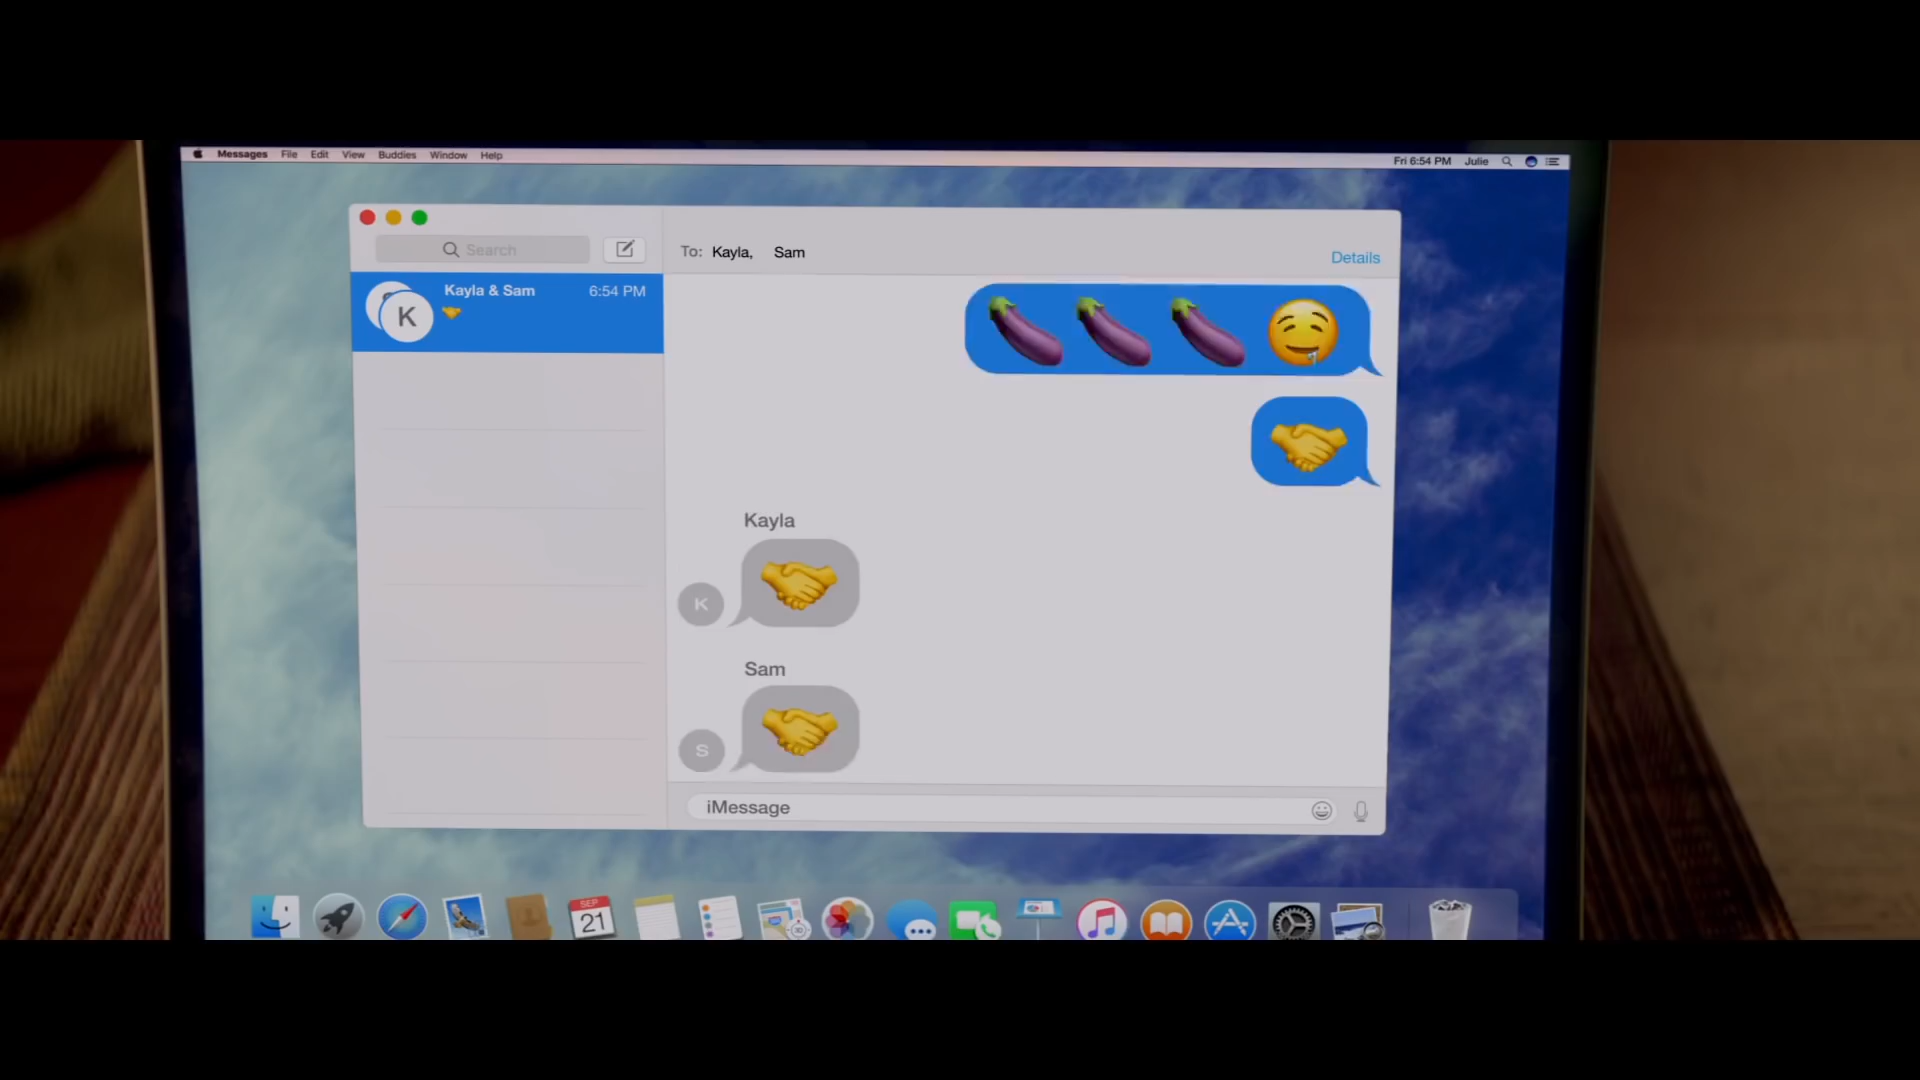 Messages File Edit View Buddies Window Help
Fri 6:54 PM Julie
Search
To: Kayla, Sam
Details
Kayla & Sam 6:54 PM
K
Kayla
K
Sam
S
iMessage
SEP
21